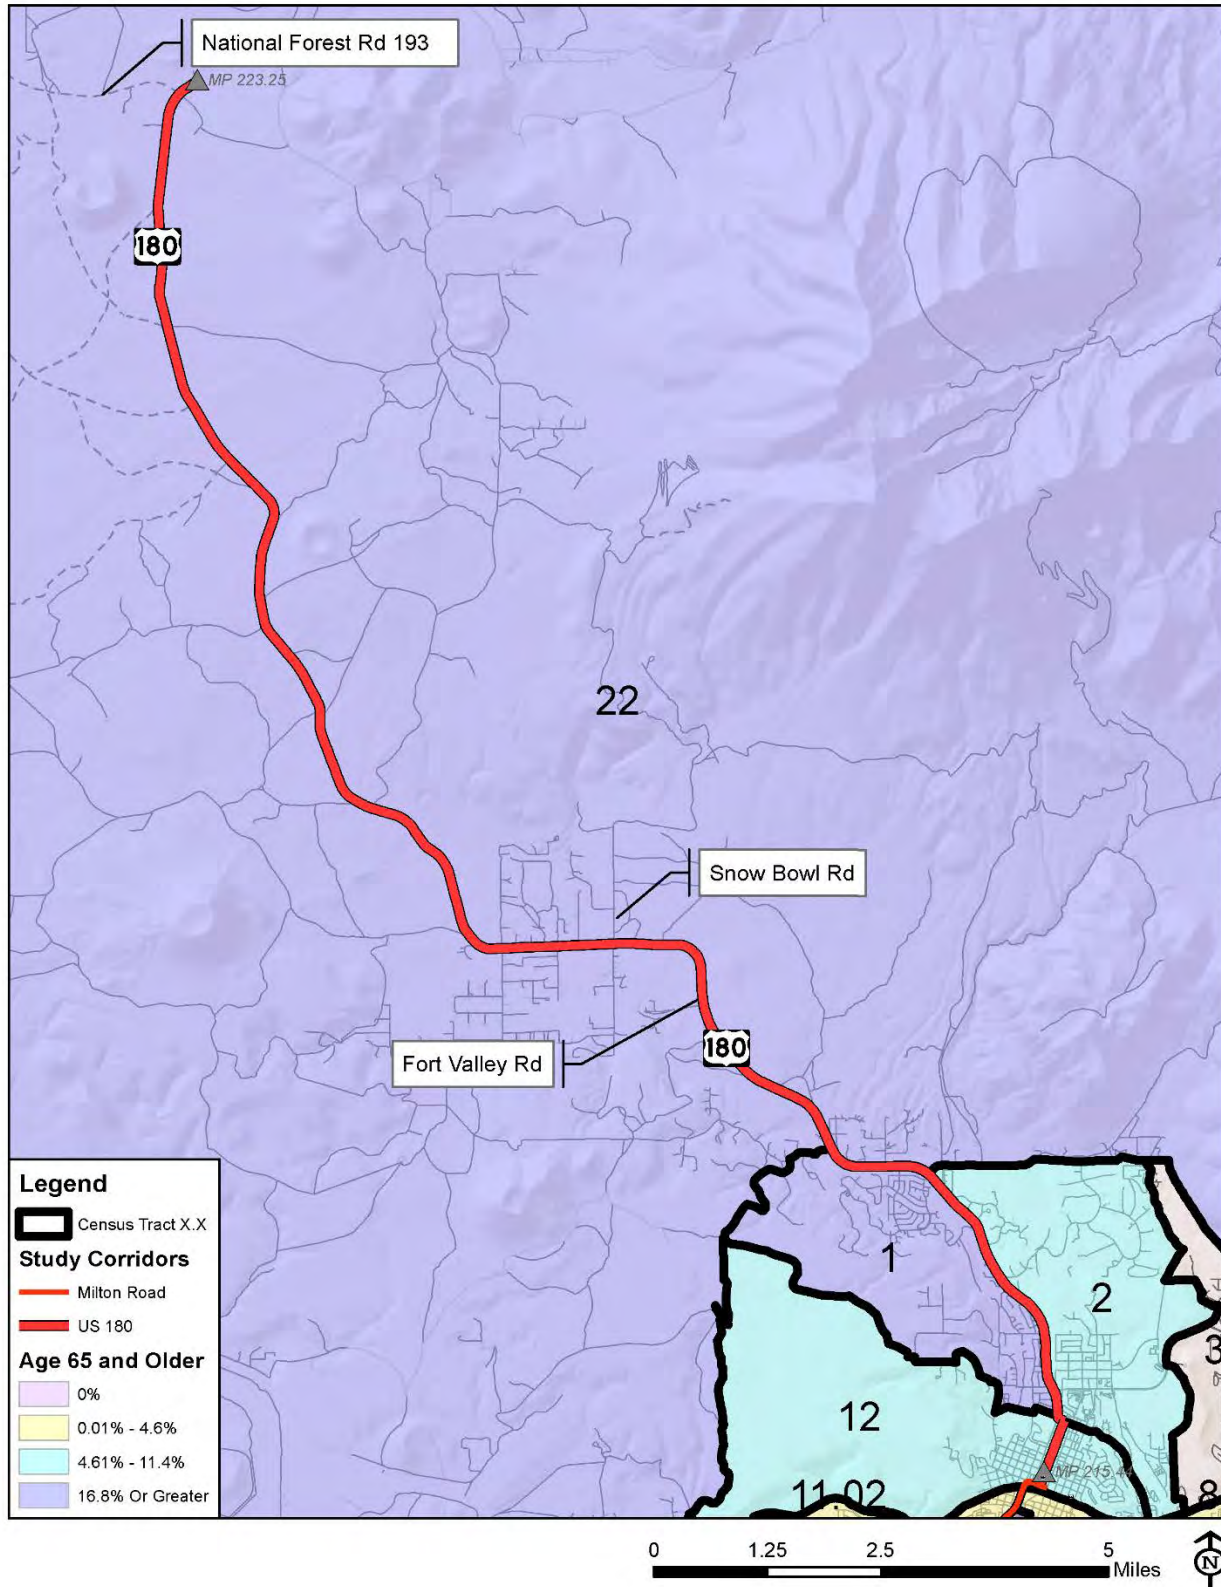 National Forest Rd 193
MP 223.25
180
22
Snow Bowl Rd
Fort Valley Rd
180
1
2
3
12
MP 215.44
11.02
8
Legend
Census Tract X.X
Study Corridors
Milton Road
US 180
Age 65 and Older
0%
0.01% - 4.6%
4.61% - 11.4%
16.8% Or Greater
0 1.25 2.5 5
Miles
N